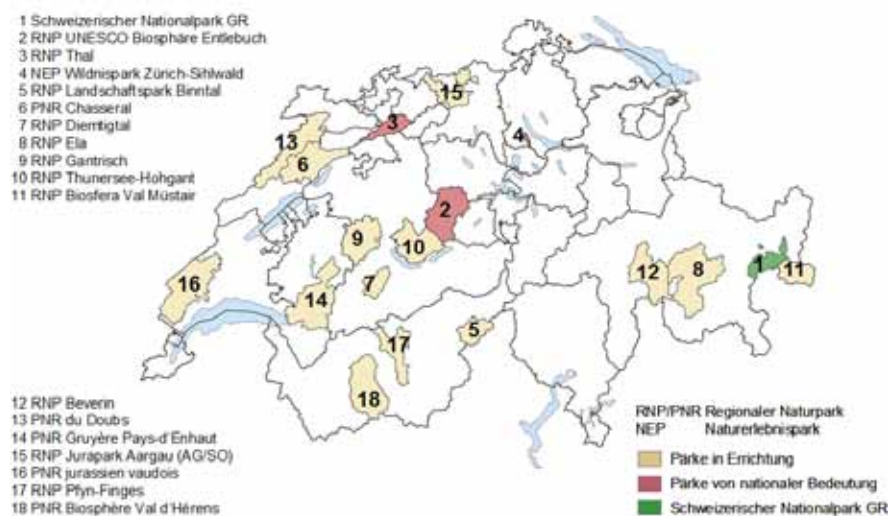 1 Schweizerischer Nationalpark GR
2 RNP UNESCO Biosphäre Entlebuch
3 RNP Thal
4 NEP Wildnispark Zürich-Sihlwald
5 RNP Landschaftspark Binntal
6 PNR Chasseral
7 RNP Diemtigtal
8 RNP Ela
9 RNP Gantrisch
10 RNP Thunersee-Hohgant
11 RNP Biosfera Val Müstair
15
3
4
13
6
2
9
10
12
8
1
11
16
7
14
5
17
18
12 RNP Beverin
13 PNR du Doubs
14 PNR Gruyère Pays-d'Enhaut
15 RNP Jurapark Aargau (AG/SO)
16 PNR jurassien vaudois
17 RNP Pfyn-Finges
18 PNR Biosphère Val d'Hérens
RNP/PNR Regionaler Naturpark
NEP Naturerlebnispark
Pärke in Errichtung
Pärke von nationaler Bedeutung
Schweizerischer Nationalpark GR